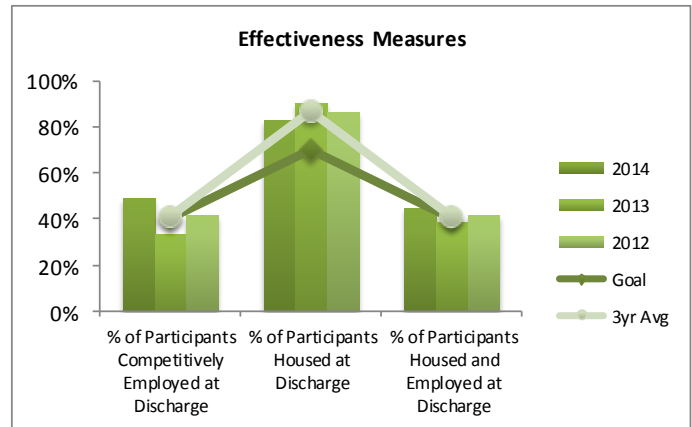 Effectiveness Measures
100%
80%
60%
40%
20%
0%
% of Participants
Competitively
Employed at
Discharge
% of Participants
Housed at
Discharge
% of Participants
Housed and
Employed at
Discharge
2014
2013
2012
Goal
3yr Avg